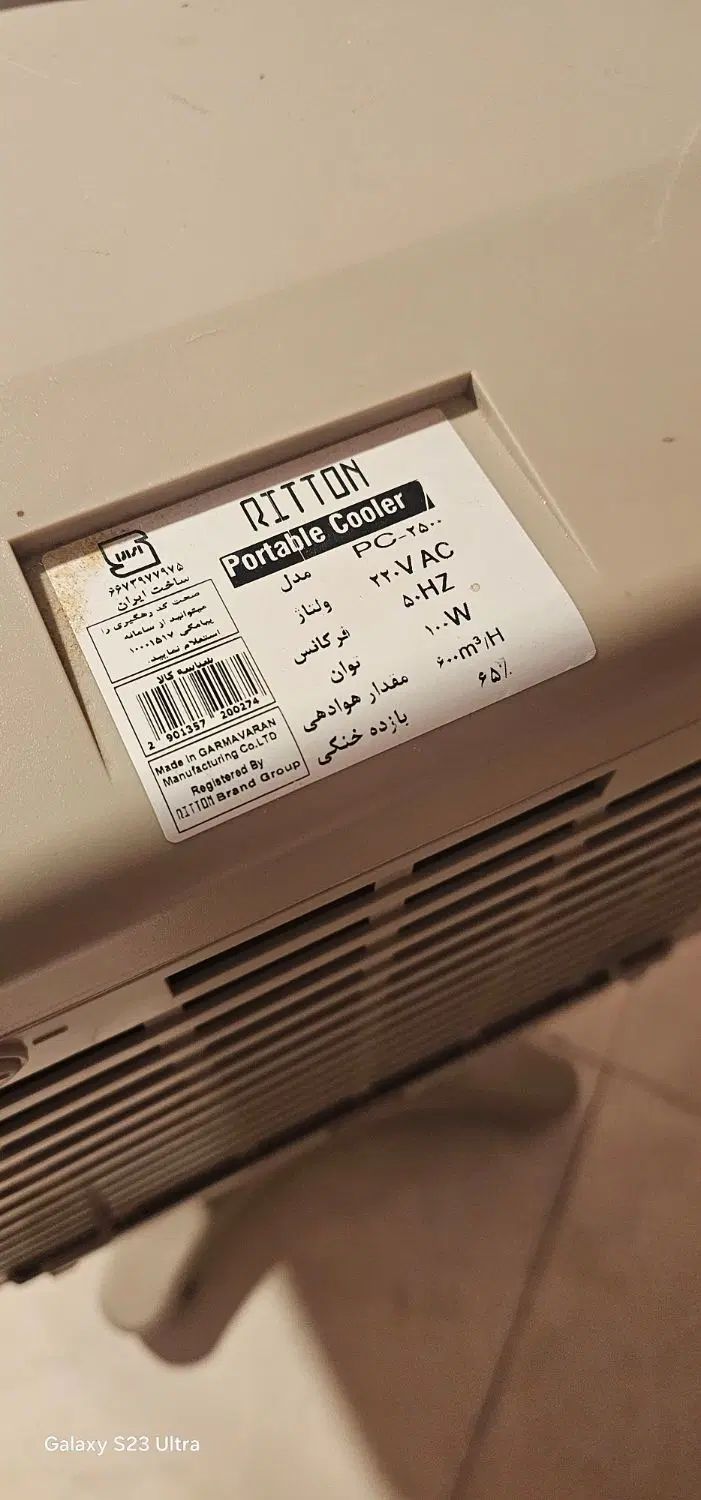 RITTON
Portable Cooler
مدل PC-۲۵۰۰
ولتاژ ۲۲۰V AC
فرکانس ۵۰HZ
توان ۱۰۰W
مقدار هوادهی ۶۰۰m³/H
بازده خنکی ۶۵٪
۶۶۷۳۹۷۷۹۷۵
ساخت ایران
صحت کد رهگیری را
میتوانید از سامانه
پیامکی ۱۰۰۰۱۵۱۷
استعلام نمایید.
شناسه کالا
2 901357 200274
Made in GARMAVARAN
Manufacturing Co.LTD
Registered By
RITTON Brand Group
Galaxy S23 Ultra